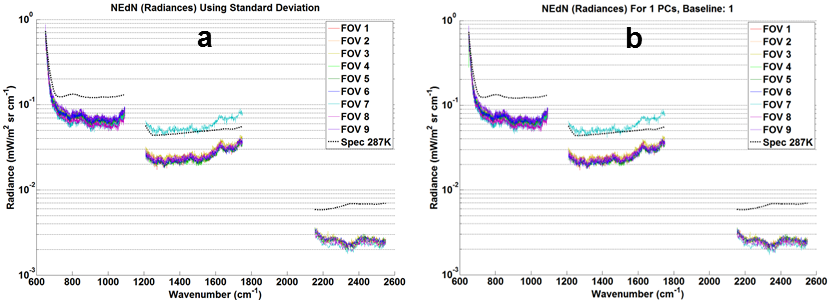 NEdN (Radiances) Using Standard Deviation
a
Radiance (mW/m² sr cm⁻¹)
10⁰
10⁻¹
10⁻²
10⁻³
600 800 1000 1200 1400 1600 1800 2000 2200 2400 2600
Wavenumber (cm⁻¹)
FOV 1
FOV 2
FOV 3
FOV 4
FOV 5
FOV 6
FOV 7
FOV 8
FOV 9
Spec 287K
NEdN (Radiances) For 1 PCs, Baseline: 1
b
Radiance (mW/m² sr cm⁻¹)
10⁰
10⁻¹
10⁻²
10⁻³
600 800 1000 1200 1400 1600 1800 2000 2200 2400 2600
Wavenumber (cm⁻¹)
FOV 1
FOV 2
FOV 3
FOV 4
FOV 5
FOV 6
FOV 7
FOV 8
FOV 9
Spec 287K